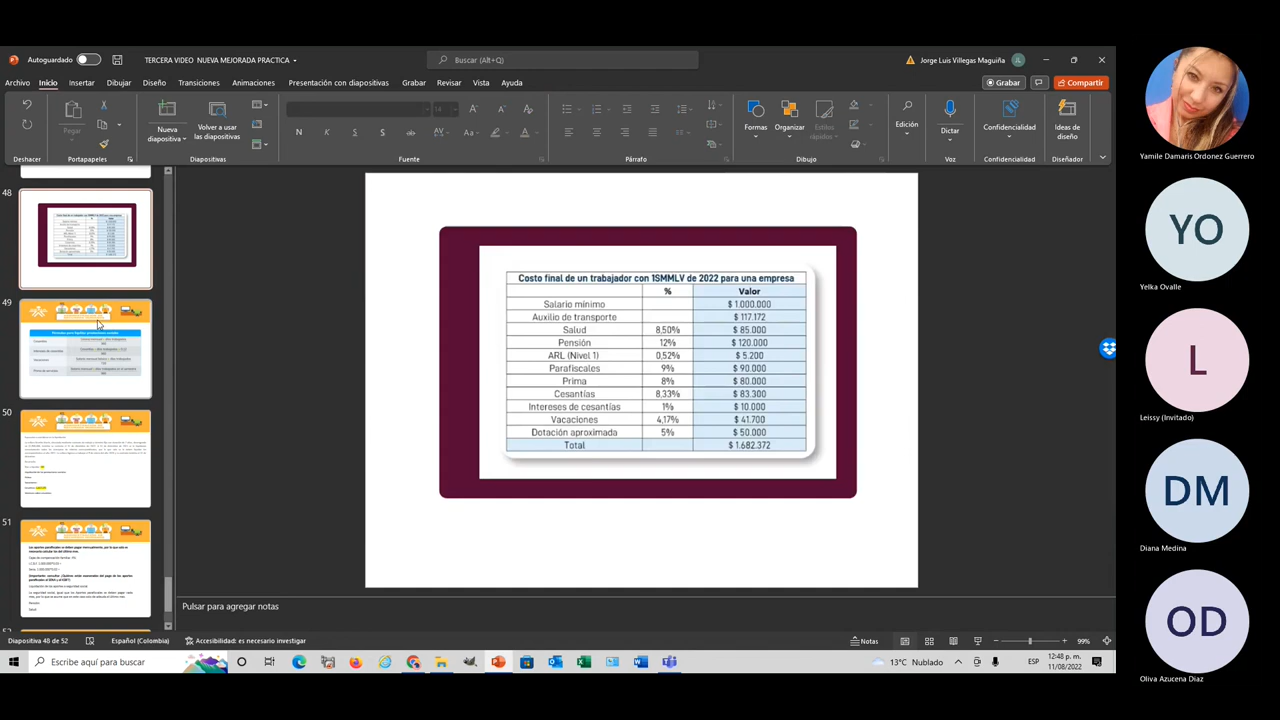 Autoguardado
TERCERA VIDEO NUEVA MEJORADA PRACTICA
Buscar (Alt+Q)
Jorge Luis Villegas Maguiña
Archivo Inicio Insertar Dibujar Diseño Transiciones Animaciones Presentación con diapositivas Grabar Revisar Vista Ayuda
Grabar
Compartir
Pegar
Nueva diapositiva
Volver a usar las diapositivas
Formas
Organizar
Estilos rápidos
Edición
Dictar
Confidencialidad
Ideas de diseño
Deshacer Portapapeles Diapositivas Fuente Párrafo Dibujo Voz Confidencialidad Diseñador
48
49
50
51
Costo final de un trabajador con 1SMMLV de 2022 para una empresa
% Valor
Salario mínimo $ 1.000.000
Auxilio de transporte $ 117.172
Salud 8,50% $ 85.000
Pensión 12% $ 120.000
ARL (Nivel 1) 0,52% $ 5.200
Parafiscales 9% $ 90.000
Prima 8% $ 80.000
Cesantías 8,33% $ 83.300
Intereses de cesantías 1% $ 10.000
Vacaciones 4,17% $ 41.700
Dotación aproximada 5% $ 50.000
Total $ 1.682.372
Pulsar para agregar notas
Diapositiva 48 de 52
Español (Colombia)
Accesibilidad: es necesario investigar
Notas
99%
Escribe aquí para buscar
13°C Nublado
ESP
12:48 p. m.
11/08/2022
Yamile Damaris Ordonez Guerrero
YO
Yelka Ovalle
L
Leissy (Invitado)
DM
Diana Medina
OD
Oliva Azucena Diaz